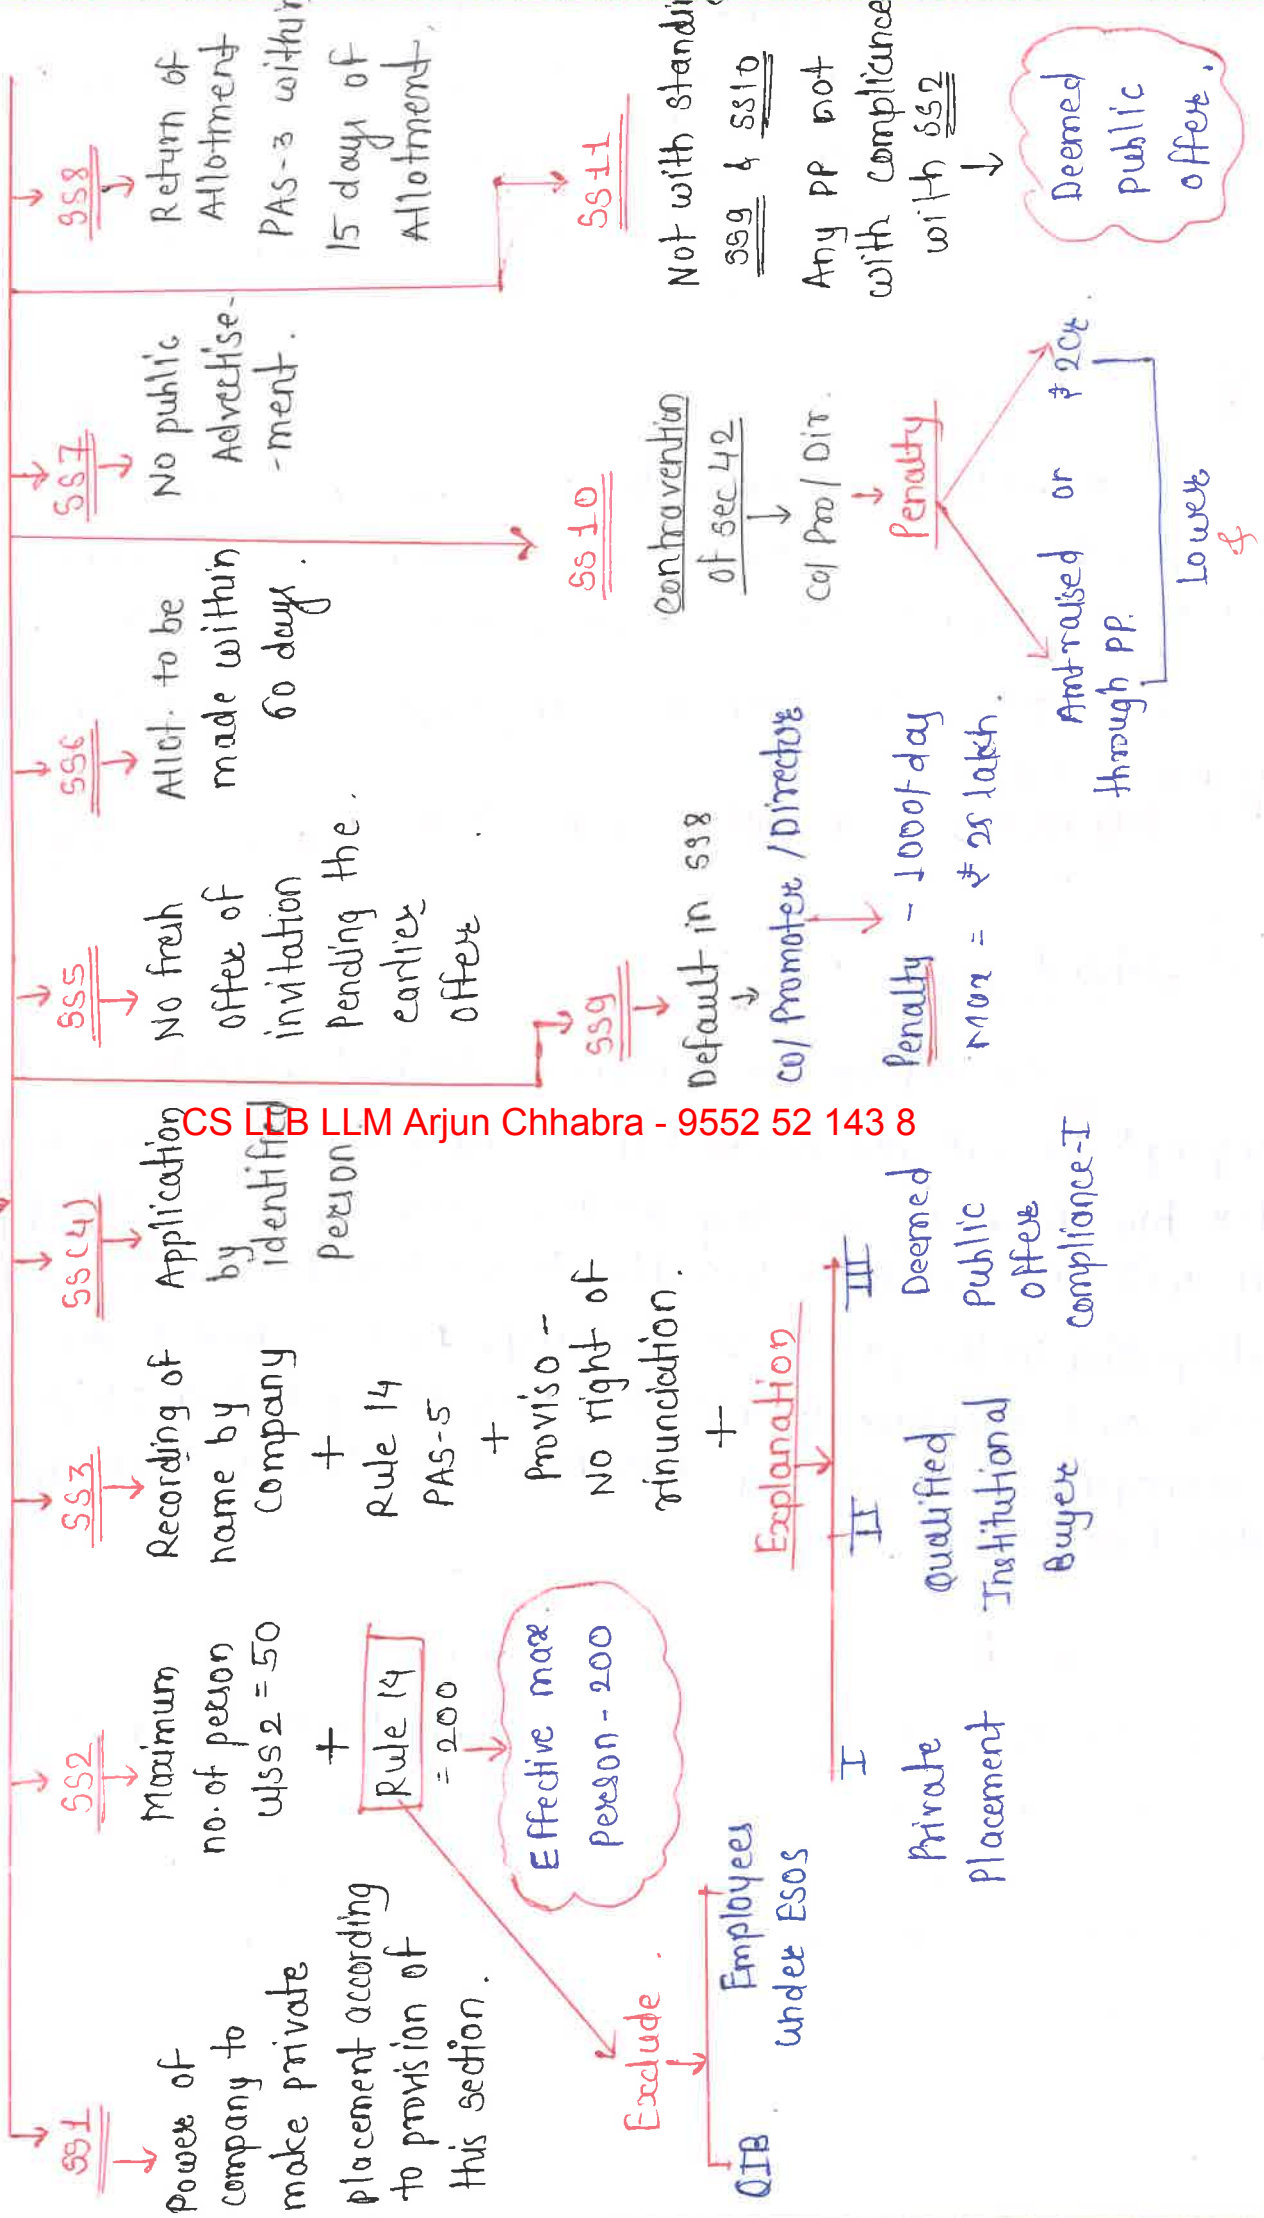 SS1
Power of
company to
make private
placement according
to provision of
this section.
SS2
Maximum
no. of person
u/ss2 = 50
+
Rule 14
= 200
Effective max.
Person - 200
Exclude.
QIB
Employees
under ESOS
SS3
Recording of
name by
Company
+
Rule 14
PAS-5
+
Proviso -
No right of
rinunciation.
+
Explanation
I
Private
Placement
II
Qualified
Institutional
Buyer
III
Deemed
Public
offer
Compliance-I
SS(4)
Application
by
identified
Person.
CS LLB LLM Arjun Chhabra - 9552 52 143 8
SS5
No fresh
offer of
invitation
Pending the
earlier
offer
SS6
Allot. to be
made within
60 days.
SS7
No public
Advertise-
-ment.
SS8
Return of
Allotment
PAS-3 within
15 days of
Allotment.
SS9
Default in SS8
Co/Promoter/Director
Penalty - 1000/-day
Max = ₹ 25 lakh.
SS10
Contravention
of sec 42
Co/Pro/Dir.
Penalty
Amt raised or ₹ 2Cr.
through PP.
Lower
&
SS11
Not with standi
SS9 & SS10
Any PP not
with compliance
with SS2
Deemed
public
offer.